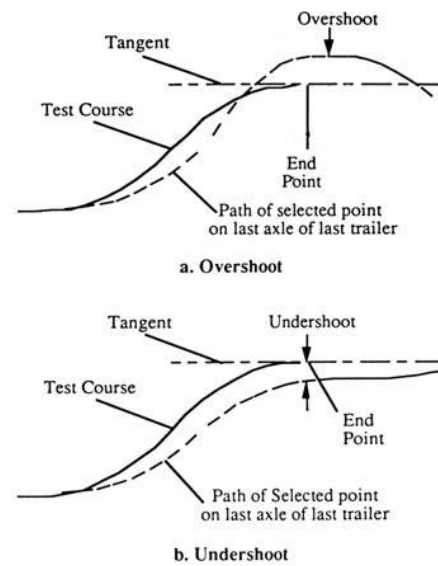 Overshoot
Tangent
Test Course
End
Point
Path of selected point
on last axle of last trailer
a. Overshoot
Tangent
Undershoot
Test Course
End
Point
Path of Selected point
on last axle of last trailer
b. Undershoot